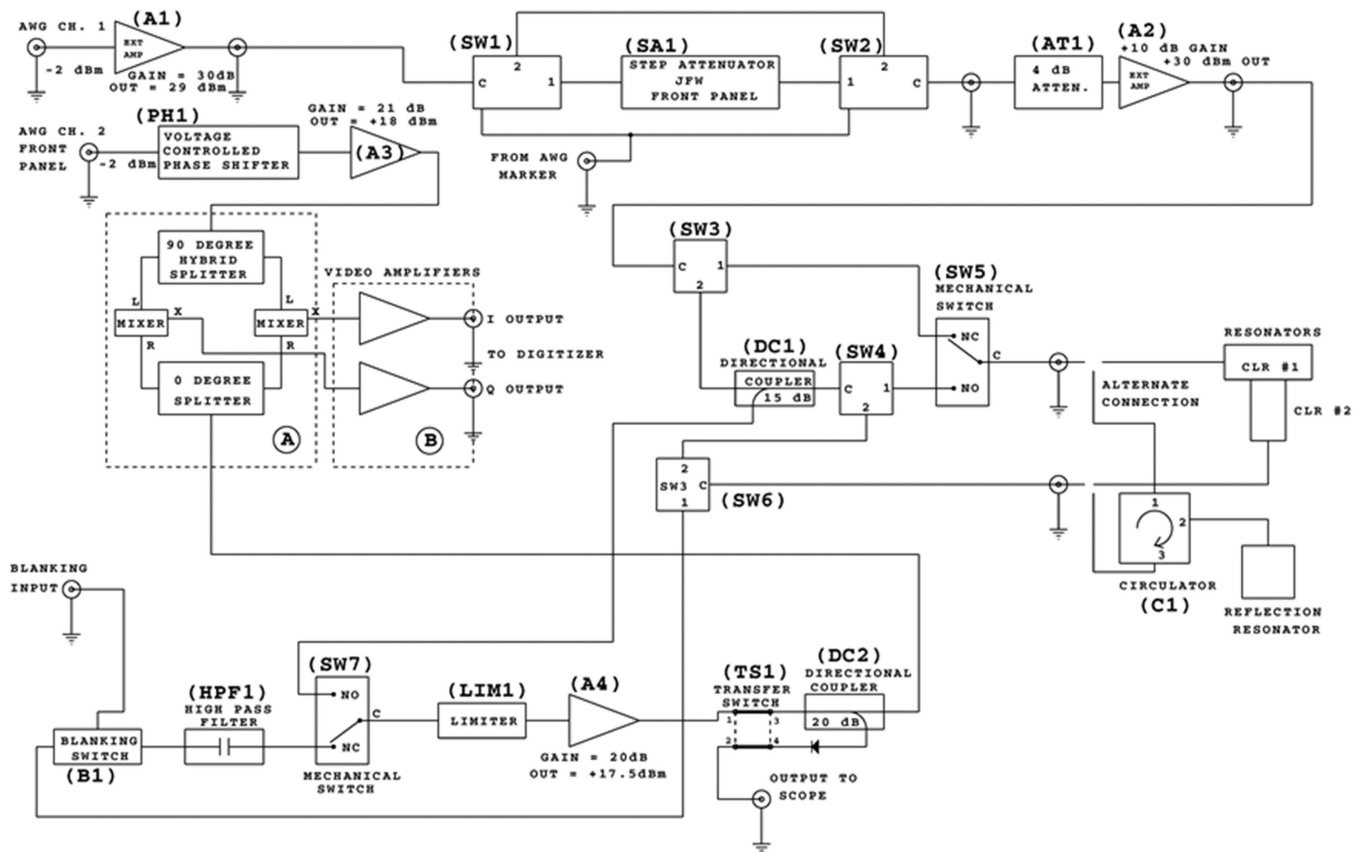 AWG CH. 1
(A1)
EXT
AMP
-2 dBm
GAIN = 30dB
OUT = 29 dBm
(SW1)
2
C
1
(SA1)
STEP ATTENUATOR
JFW
FRONT PANEL
(SW2)
2
1
C
(AT1)
4 dB
ATTEN.
(A2)
+10 dB GAIN
+30 dBm OUT
EXT
AMP
FROM AWG
MARKER
AWG CH. 2
FRONT
PANEL
-2 dBm
(PH1)
VOLTAGE
CONTROLLED
PHASE SHIFTER
GAIN = 21 dB
OUT = +18 dBm
(A3)
90 DEGREE
HYBRID
SPLITTER
L
L
MIXER
X
MIXER
X
R
R
0 DEGREE
SPLITTER
A
VIDEO AMPLIFIERS
I OUTPUT
TO DIGITIZER
Q OUTPUT
B
(SW3)
C
1
2
(DC1)
DIRECTIONAL
COUPLER
15 dB
(SW4)
C
1
2
(SW5)
MECHANICAL
SWITCH
NC
C
NO
RESONATORS
CLR #1
CLR #2
ALTERNATE
CONNECTION
2
SW3
C
1
(SW6)
1
2
3
CIRCULATOR
(C1)
REFLECTION
RESONATOR
BLANKING
INPUT
BLANKING
SWITCH
(B1)
(HPF1)
HIGH PASS
FILTER
(SW7)
NO
C
NC
MECHANICAL
SWITCH
(LIM1)
LIMITER
(A4)
GAIN = 20dB
OUT = +17.5dBm
(TS1)
TRANSFER
SWITCH
1
3
2
4
(DC2)
DIRECTIONAL
COUPLER
20 dB
OUTPUT TO
SCOPE